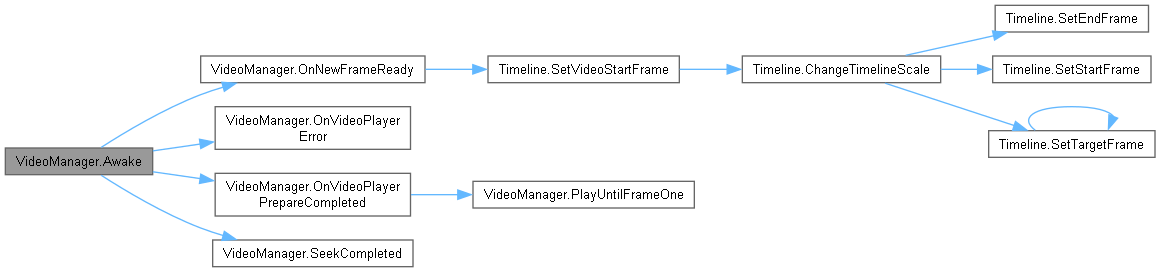 Timeline.SetEndFrame
VideoManager.OnNewFrameReady
Timeline.SetVideoStartFrame
Timeline.ChangeTimelineScale
Timeline.SetStartFrame
VideoManager.OnVideoPlayer
Error
Timeline.SetTargetFrame
VideoManager.Awake
VideoManager.OnVideoPlayer
PrepareCompleted
VideoManager.PlayUntilFrameOne
VideoManager.SeekCompleted